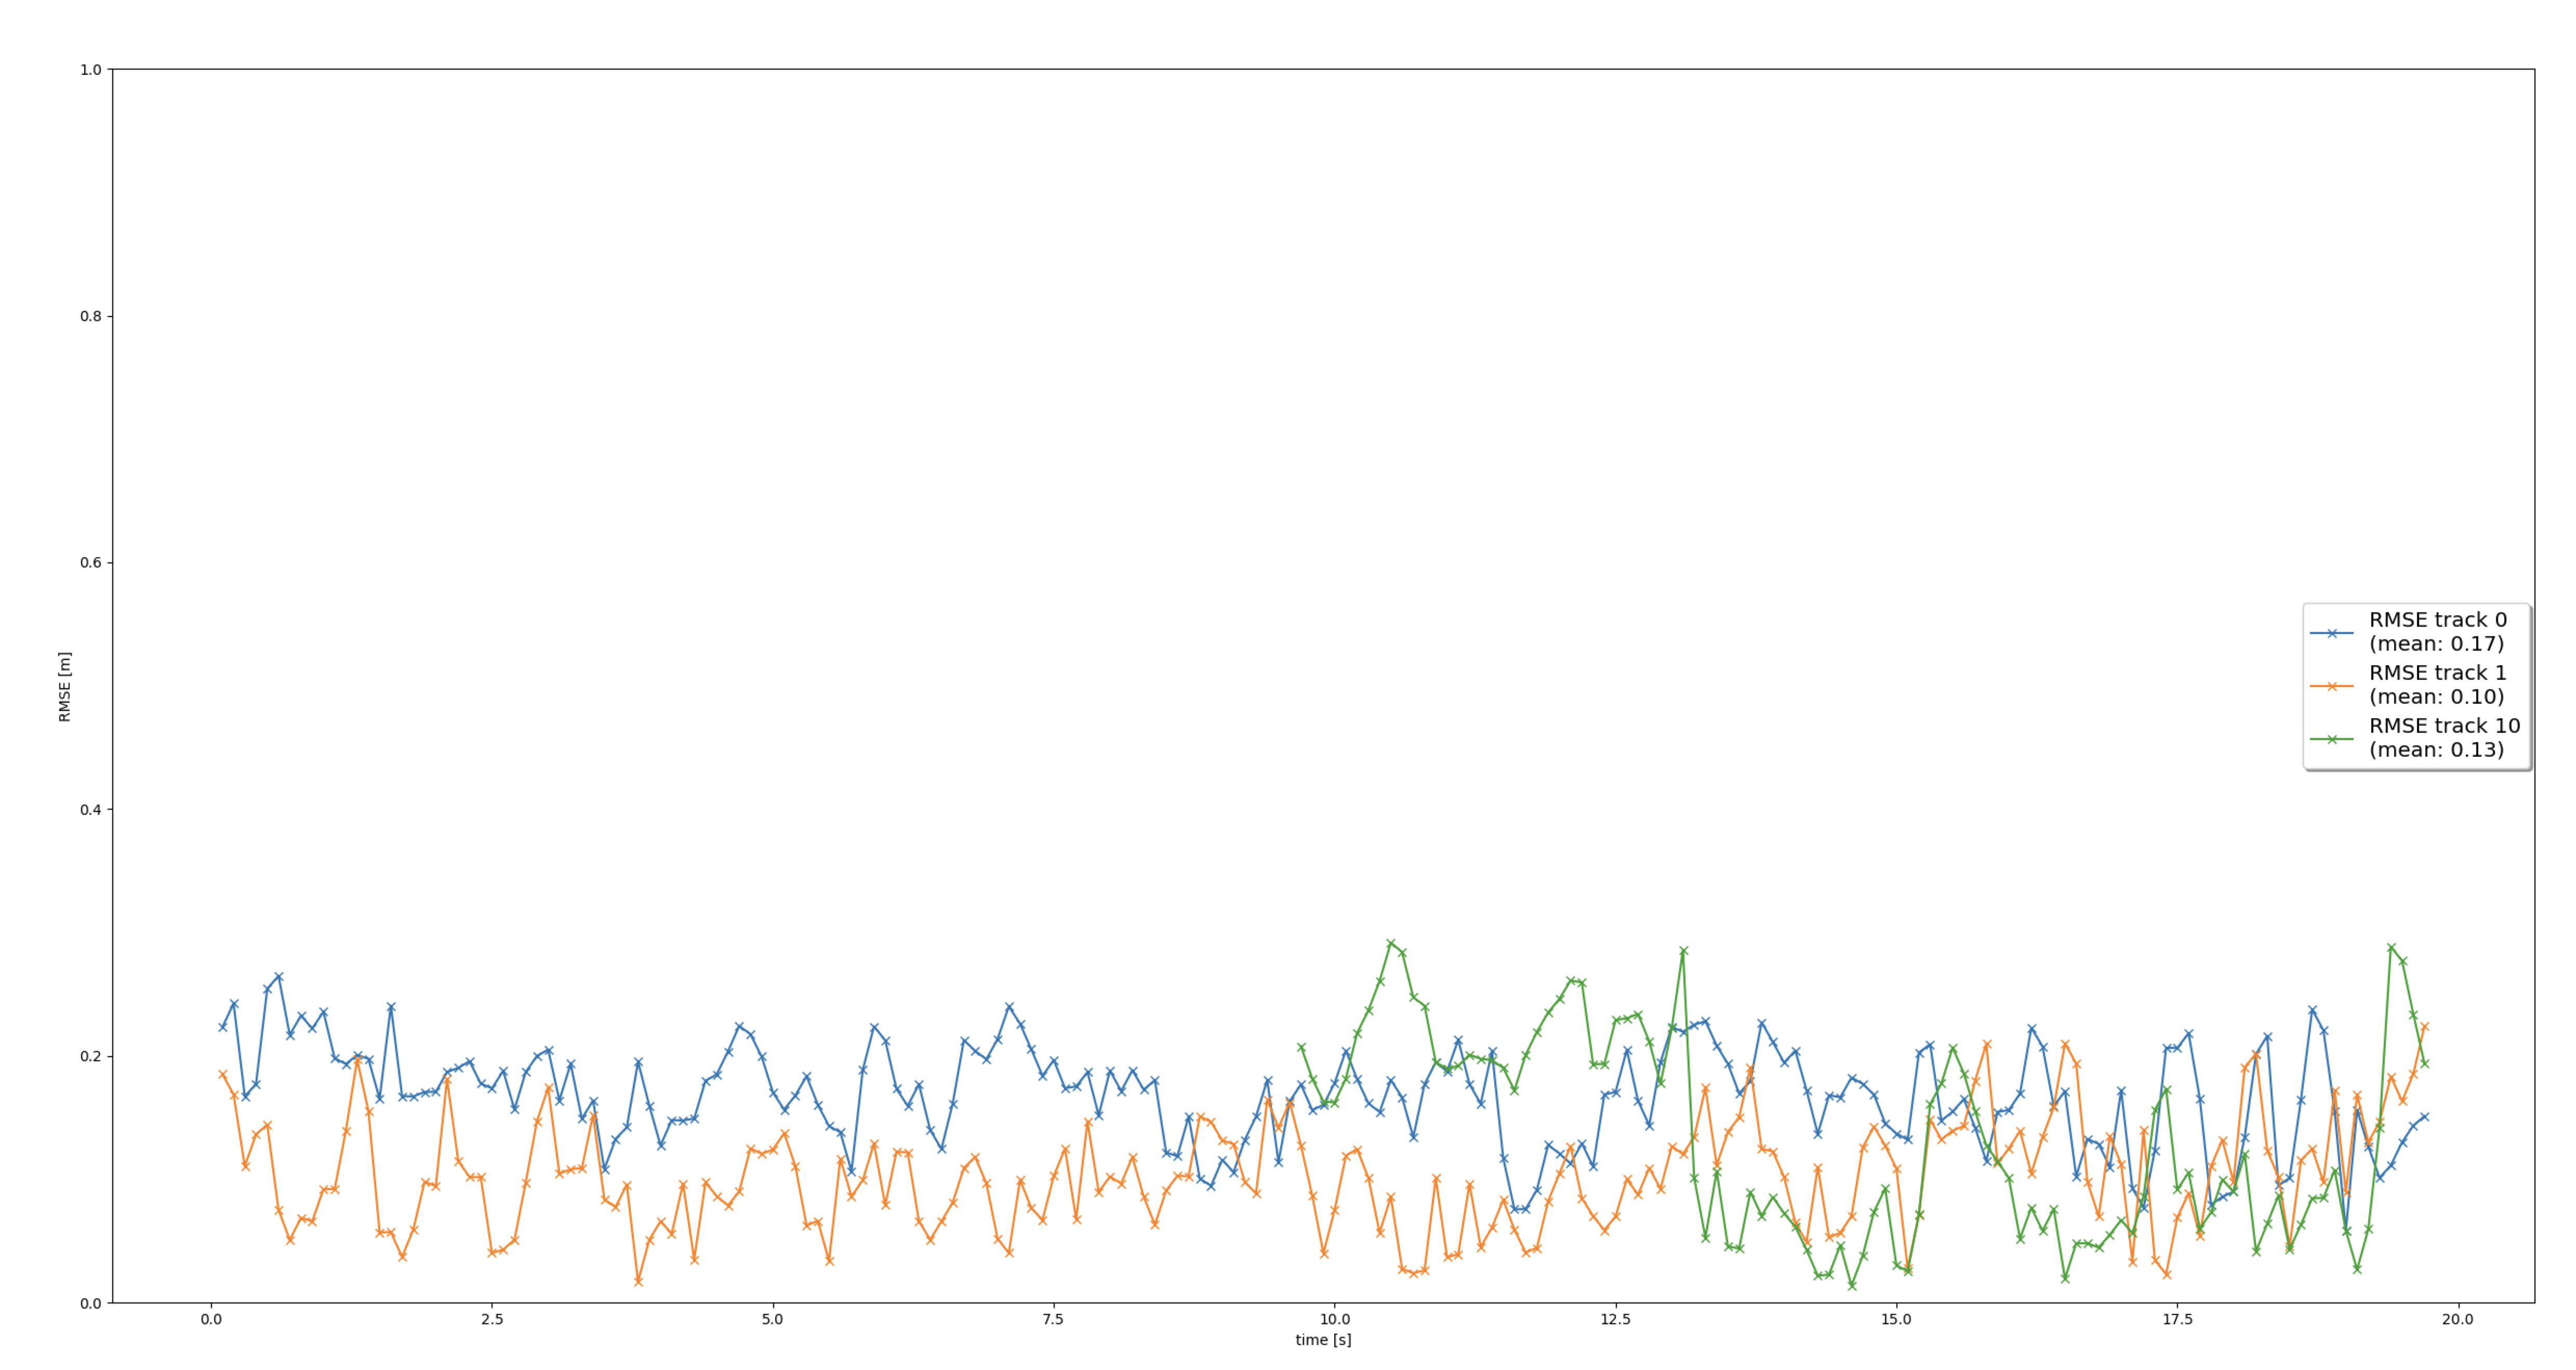 1.0
0.8
0.6
0.4
0.2
0.0
RMSE [m]
0.0 2.5 5.0 7.5 10.0 12.5 15.0 17.5 20.0
time [s]
RMSE track 0
(mean: 0.17)
RMSE track 1
(mean: 0.10)
RMSE track 10
(mean: 0.13)